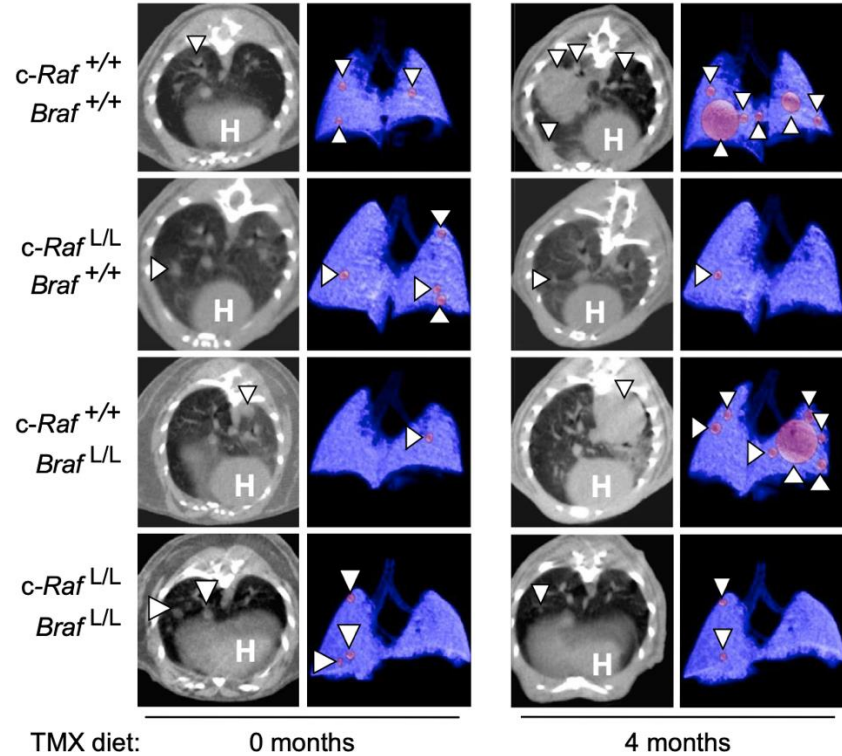 c-Raf +/+
Braf +/+
H
H
c-Raf L/L
Braf +/+
H
H
c-Raf +/+
Braf L/L
H
H
c-Raf L/L
Braf L/L
H
H
TMX diet: 0 months 4 months